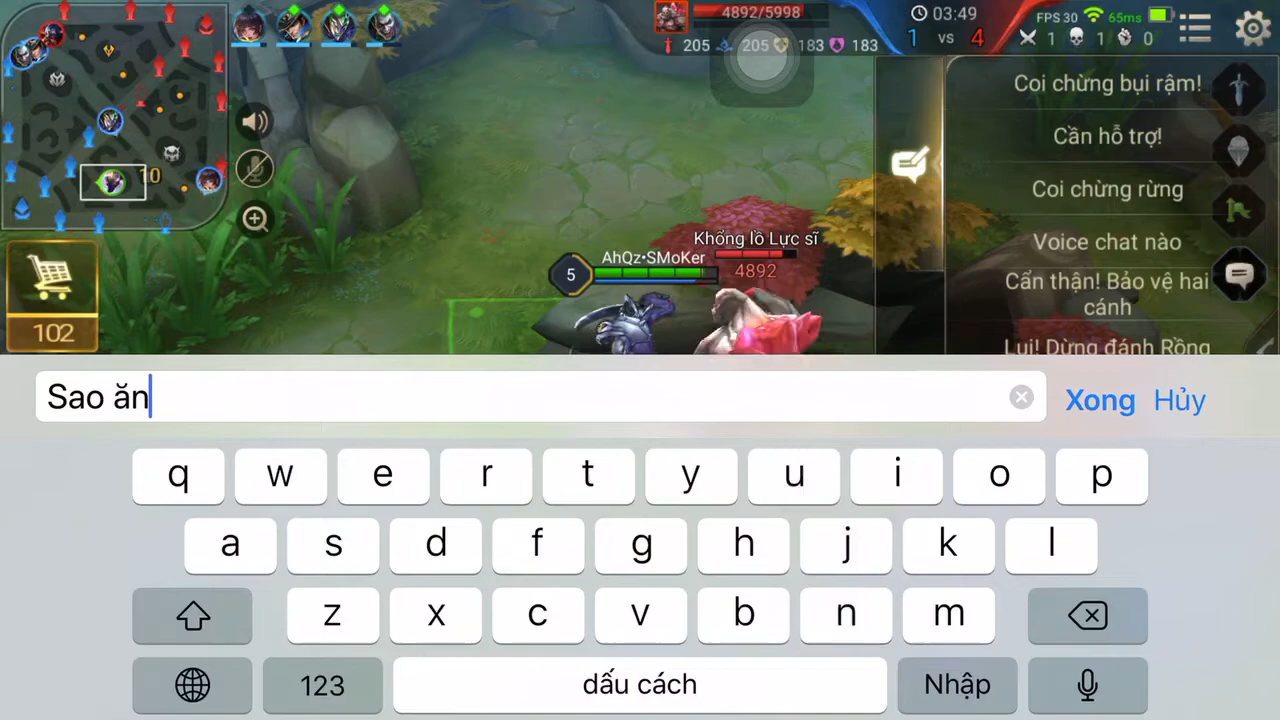 4892/5998
205 205 183 183
03:49
1 vs 4
FPS 30 65ms
1 1 0
10
102
Coi chừng bụi rậm!
Cần hỗ trợ!
Coi chừng rừng
Voice chat nào
Cẩn thận! Bảo vệ hai
cánh
Lui! Dừng đánh Rồng
Khổng lồ Lực sĩ
AhQz•SMoKer
5
4892
Sao ăn
Xong Hủy
q w e r t y u i o p
a s d f g h j k l
z x c v b n m
123 dấu cách Nhập